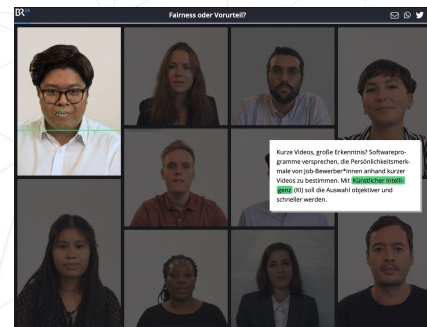 BR24
Fairness oder Vorurteil?
Kurze Videos, große Erkenntnis? Softwarepro-
gramme versprechen, die Persönlichkeitsmerk-
male von Job-Bewerber*innen anhand kurzer
Videos zu bestimmen. Mit Künstlicher Intelli-
genz (KI) soll die Auswahl objektiver und
schneller werden.